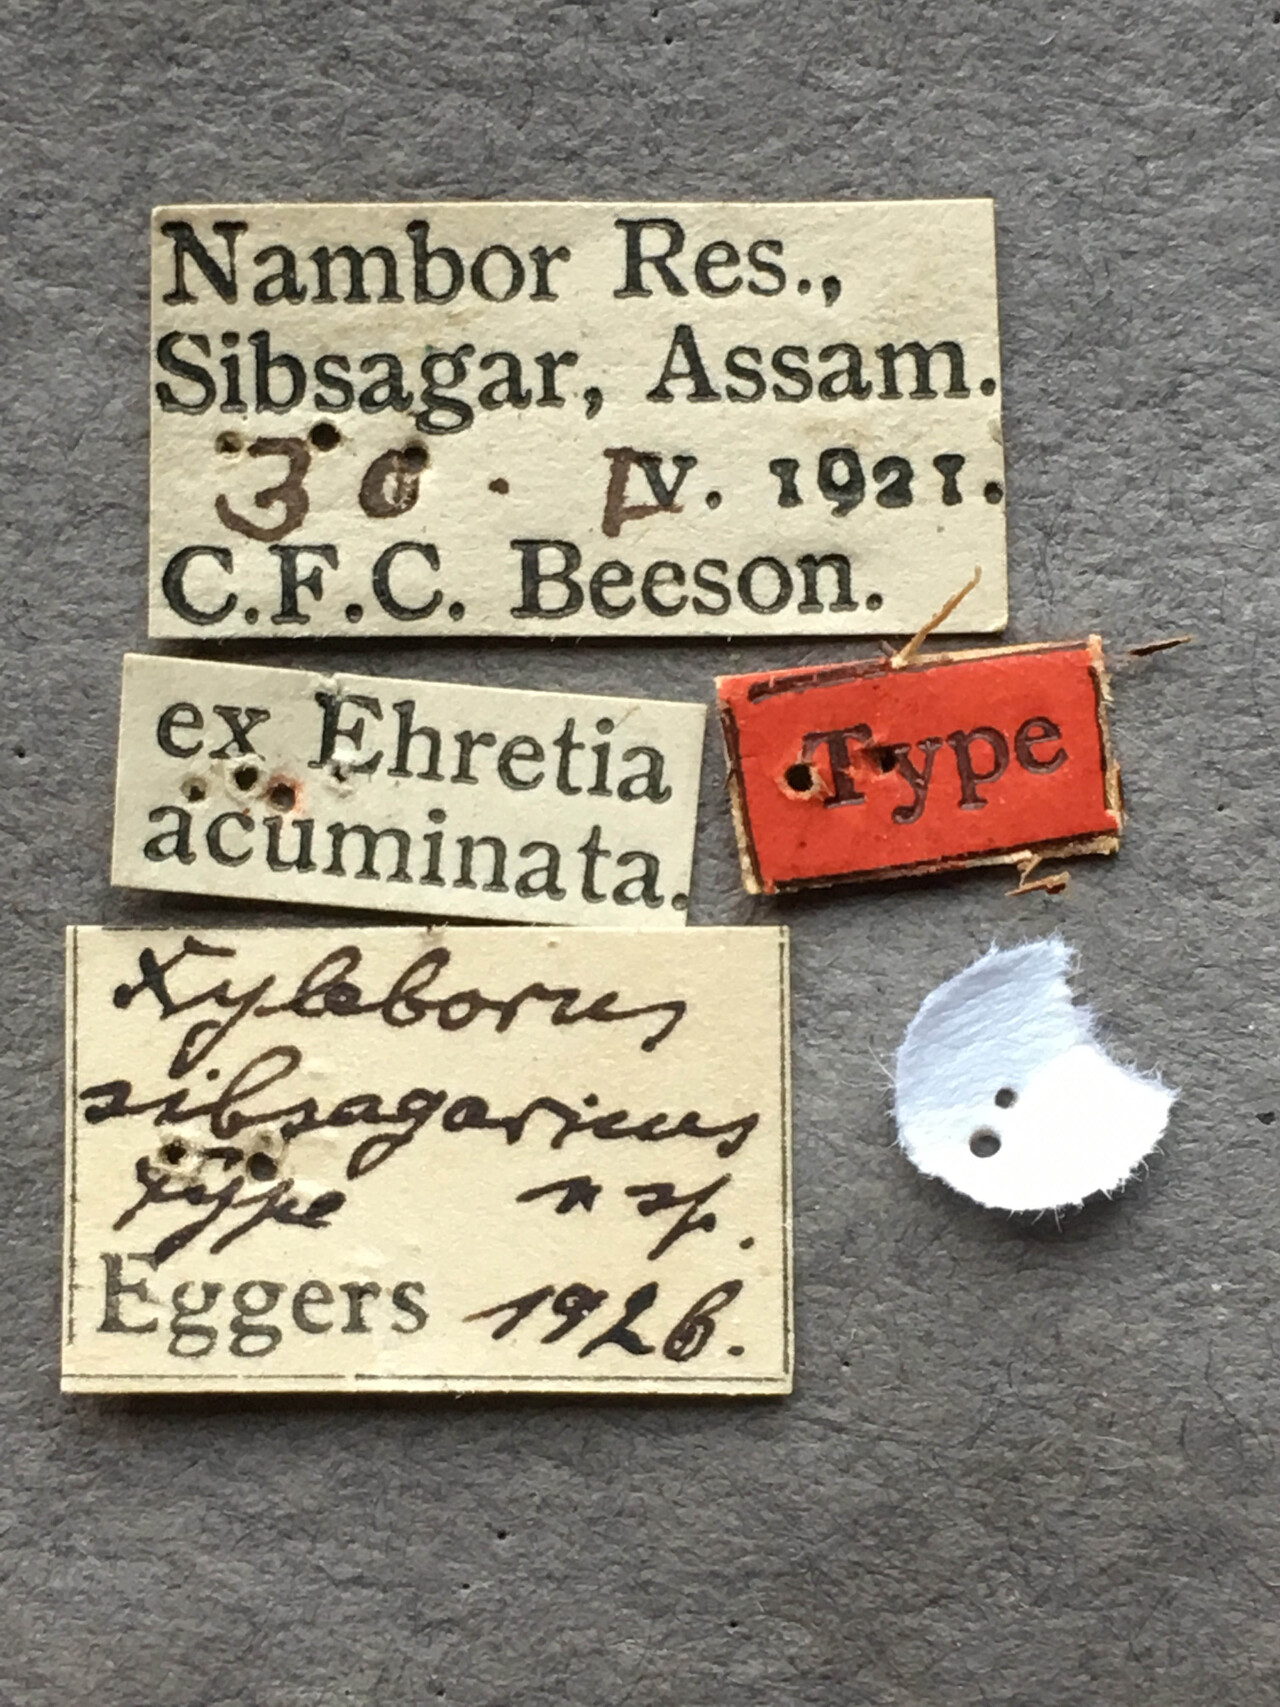 Nambor Res.,
Sibsagar, Assam.
30. IV. 1921.
C.F.C. Beeson.
ex Ehretia
acuminata.
Type
Xyleborus
sibsagaricus
Type n sp.
Eggers 1926.